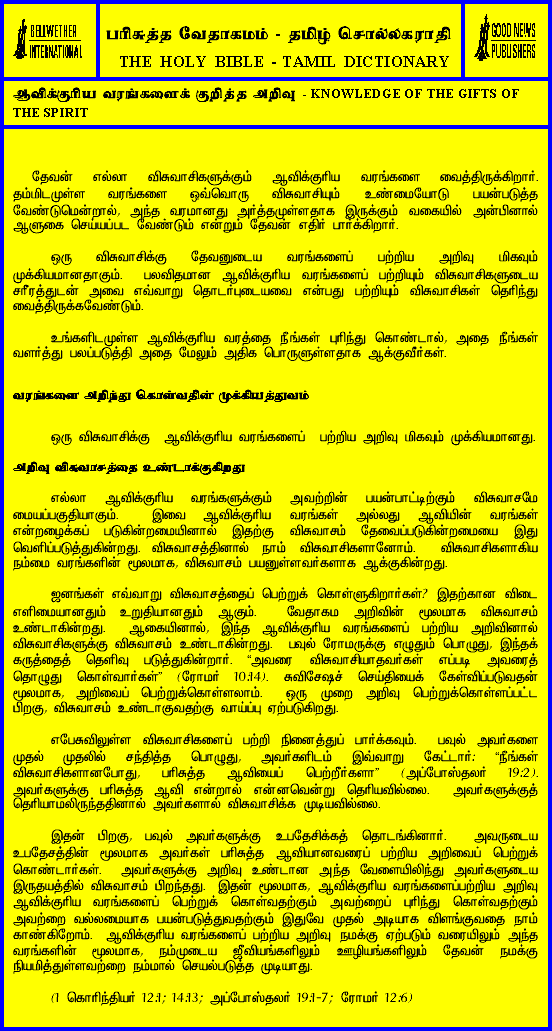 BELLWETHER
INTERNATIONAL
பரிசுத்த வேதாகமம் - தமிழ் சொல்லகராதி
THE HOLY BIBLE - TAMIL DICTIONARY
GOOD NEWS
PUBLISHERS
ஆவிக்குரிய வரங்களைக் குறித்த அறிவு - KNOWLEDGE OF THE GIFTS OF
THE SPIRIT
தேவன் எல்லா விசுவாசிகளுக்கும் ஆவிக்குரிய வரங்களை வைத்திருக்கிறார்.
தம்மிடமுள்ள வரங்களை ஒவ்வொரு விசுவாசியும் உண்மையோடு பயன்படுத்த
வேண்டுமென்றால், அந்த வரமானது அர்த்தமுள்ளதாக இருக்கும் வகையில் அன்பினால்
ஆளுகை செய்யப்பட வேண்டும் என்றும் தேவன் எதிர் பார்க்கிறார்.
ஒரு விசுவாசிக்கு தேவனுடைய வரங்களைப் பற்றிய அறிவு மிகவும்
முக்கியமானதாகும். பலவிதமான ஆவிக்குரிய வரங்களைப் பற்றியும் விசுவாசிகளுடைய
சரீரத்துடன் அவை எவ்வாறு தொடர்புடையவை என்பது பற்றியும் விசுவாசிகள் தெரிந்து
வைத்திருக்கவேண்டும்.
உங்களிடமுள்ள ஆவிக்குரிய வரத்தை நீங்கள் புரிந்து கொண்டால், அதை நீங்கள்
வளர்த்து பலப்படுத்தி அதை மேலும் அதிக பொருளுள்ளதாக ஆக்குவீர்கள்.
வரங்களை அறிந்து கொள்வதின் முக்கியத்துவம்
ஒரு விசுவாசிக்கு ஆவிக்குரிய வரங்களைப் பற்றிய அறிவு மிகவும் முக்கியமானது.
அறிவு விசுவாசத்தை உண்டாக்குகிறது
எல்லா ஆவிக்குரிய வரங்களுக்கும் அவற்றின் பயன்பாட்டிற்கும் விசுவாசமே
மையப்பகுதியாகும். இவை ஆவிக்குரிய வரங்கள் அல்லது ஆவியின் வரங்கள்
என்றழைக்கப் படுகின்றமையினால் இதற்கு விசுவாசம் தேவைப்படுகின்றமையை இது
வெளிப்படுத்துகின்றது. விசுவாசத்தினால் நாம் விசுவாசிகளானோம். விசுவாசிகளாகிய
நம்மை வரங்களின் மூலமாக, விசுவாசம் பயனுள்ளவர்களாக ஆக்குகின்றது.
ஜனங்கள் எவ்வாறு விசுவாசத்தைப் பெற்றுக் கொள்ளுகிறார்கள்? இதற்கான விடை
எளிமையானதும் உறுதியானதும் ஆகும். வேதாகம அறிவின் மூலமாக விசுவாசம்
உண்டாகின்றது. ஆகையினால், இந்த ஆவிக்குரிய வரங்களைப் பற்றிய அறிவினால்
விசுவாசிகளுக்கு விசுவாசம் உண்டாகின்றது. பவுல் ரோமருக்கு எழுதும் பொழுது, இந்தக்
கருத்தைத் தெளிவு படுத்துகின்றார். “அவரை விசுவாசியாதவர்கள் எப்படி அவரைத்
தொழுது கொள்வார்கள்” (ரோமர் 10:14). சுவிசேஷச் செய்தியைக் கேள்விப்படுவதன்
மூலமாக, அறிவைப் பெற்றுக்கொள்ளலாம். ஒரு முறை அறிவு பெற்றுக்கொள்ளப்பட்ட
பிறகு, விசுவாசம் உண்டாகுவதற்கு வாய்ப்பு ஏற்படுகிறது.
எபேசுவிலுள்ள விசுவாசிகளைப் பற்றி நினைத்துப் பார்க்கவும். பவுல் அவர்களை
முதல் முதலில் சந்தித்த பொழுது, அவர்களிடம் இவ்வாறு கேட்டார்: “நீங்கள்
விசுவாசிகளானபோது, பரிசுத்த ஆவியைப் பெற்றீர்களா” (அப்போஸ்தலர் 19:2).
அவர்களுக்கு பரிசுத்த ஆவி என்றால் என்னவென்று தெரியவில்லை. அவர்களுக்குத்
தெரியாமலிருந்ததினால் அவர்களால் விசுவாசிக்க முடியவில்லை.
இதன் பிறகு, பவுல் அவர்களுக்கு உபதேசிக்கத் தொடங்கினார். அவருடைய
உபதேசத்தின் மூலமாக அவர்கள் பரிசுத்த ஆவியானவரைப் பற்றிய அறிவைப் பெற்றுக்
கொண்டார்கள். அவர்களுக்கு அறிவு உண்டான அந்த வேளையிலிந்து அவர்களுடைய
இருதயத்தில் விசுவாசம் பிறந்தது. இதன் மூலமாக, ஆவிக்குரிய வரங்களைப்பற்றிய அறிவு
ஆவிக்குரிய வரங்களைப் பெற்றுக் கொள்வதற்கும் அவற்றைப் புரிந்து கொள்வதற்கும்
அவற்றை வல்லமையாக பயன்படுத்துவதற்கும் இதுவே முதல் அடியாக விளங்குவதை நாம்
காண்கிறோம். ஆவிக்குரிய வரங்களைப் பற்றிய அறிவு நமக்கு ஏற்படும் வரையிலும் அந்த
வரங்களின் மூலமாக, நம்முடைய ஜீவியங்களிலும் ஊழியங்களிலும் தேவன் நமக்கு
நியமித்துள்ளவற்றை நம்மால் செயல்படுத்த முடியாது.
(1 கொரிந்தியர் 12:1; 14:13; அப்போஸ்தலர் 19:1-7; ரோமர் 12:6)